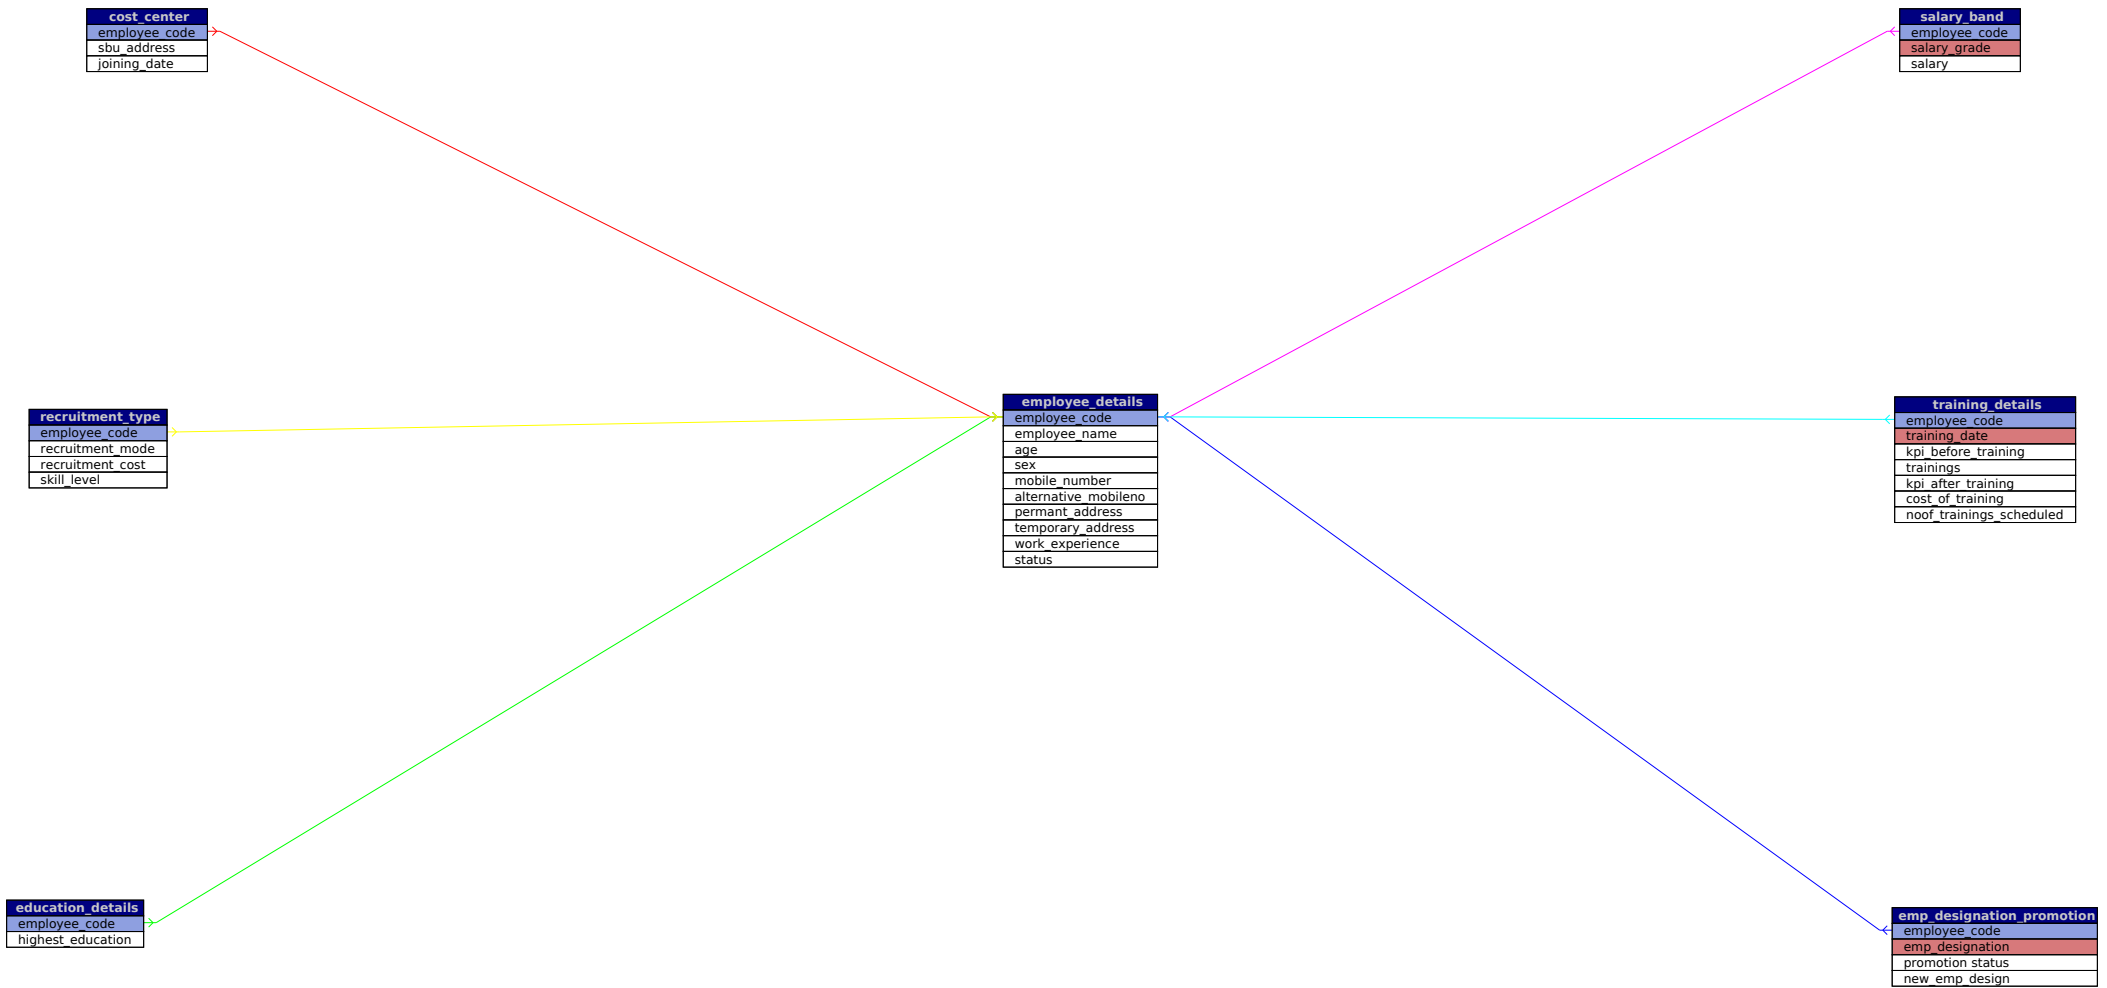 cost_center
employee_code
sbu_address
joining_date
salary_band
employee_code
salary_grade
salary
recruitment_type
employee_code
recruitment_mode
recruitment_cost
skill_level
employee_details
employee_code
employee_name
age
sex
mobile_number
alternative_mobileno
permant_address
temporary_address
work_experience
status
training_details
employee_code
training_date
kpi_before_training
trainings
kpi_after_training
cost_of_training
noof_trainings_scheduled
education_details
employee_code
highest_education
emp_designation_promotion
employee_code
emp_designation
promotion status
new_emp_design